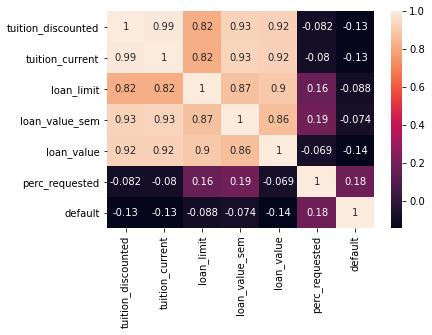 tuition_discounted 1 0.99 0.82 0.93 0.92 -0.082 -0.13
tuition_current 0.99 1 0.82 0.93 0.92 -0.08 -0.13
loan_limit 0.82 0.82 1 0.87 0.9 0.16 -0.088
loan_value_sem 0.93 0.93 0.87 1 0.86 0.19 -0.074
loan_value 0.92 0.92 0.9 0.86 1 -0.069 -0.14
perc_requested -0.082 -0.08 0.16 0.19 -0.069 1 0.18
default -0.13 -0.13 -0.088 -0.074 -0.14 0.18 1
tuition_discounted
tuition_current
loan_limit
loan_value_sem
loan_value
perc_requested
default
1.0
0.8
0.6
0.4
0.2
0.0